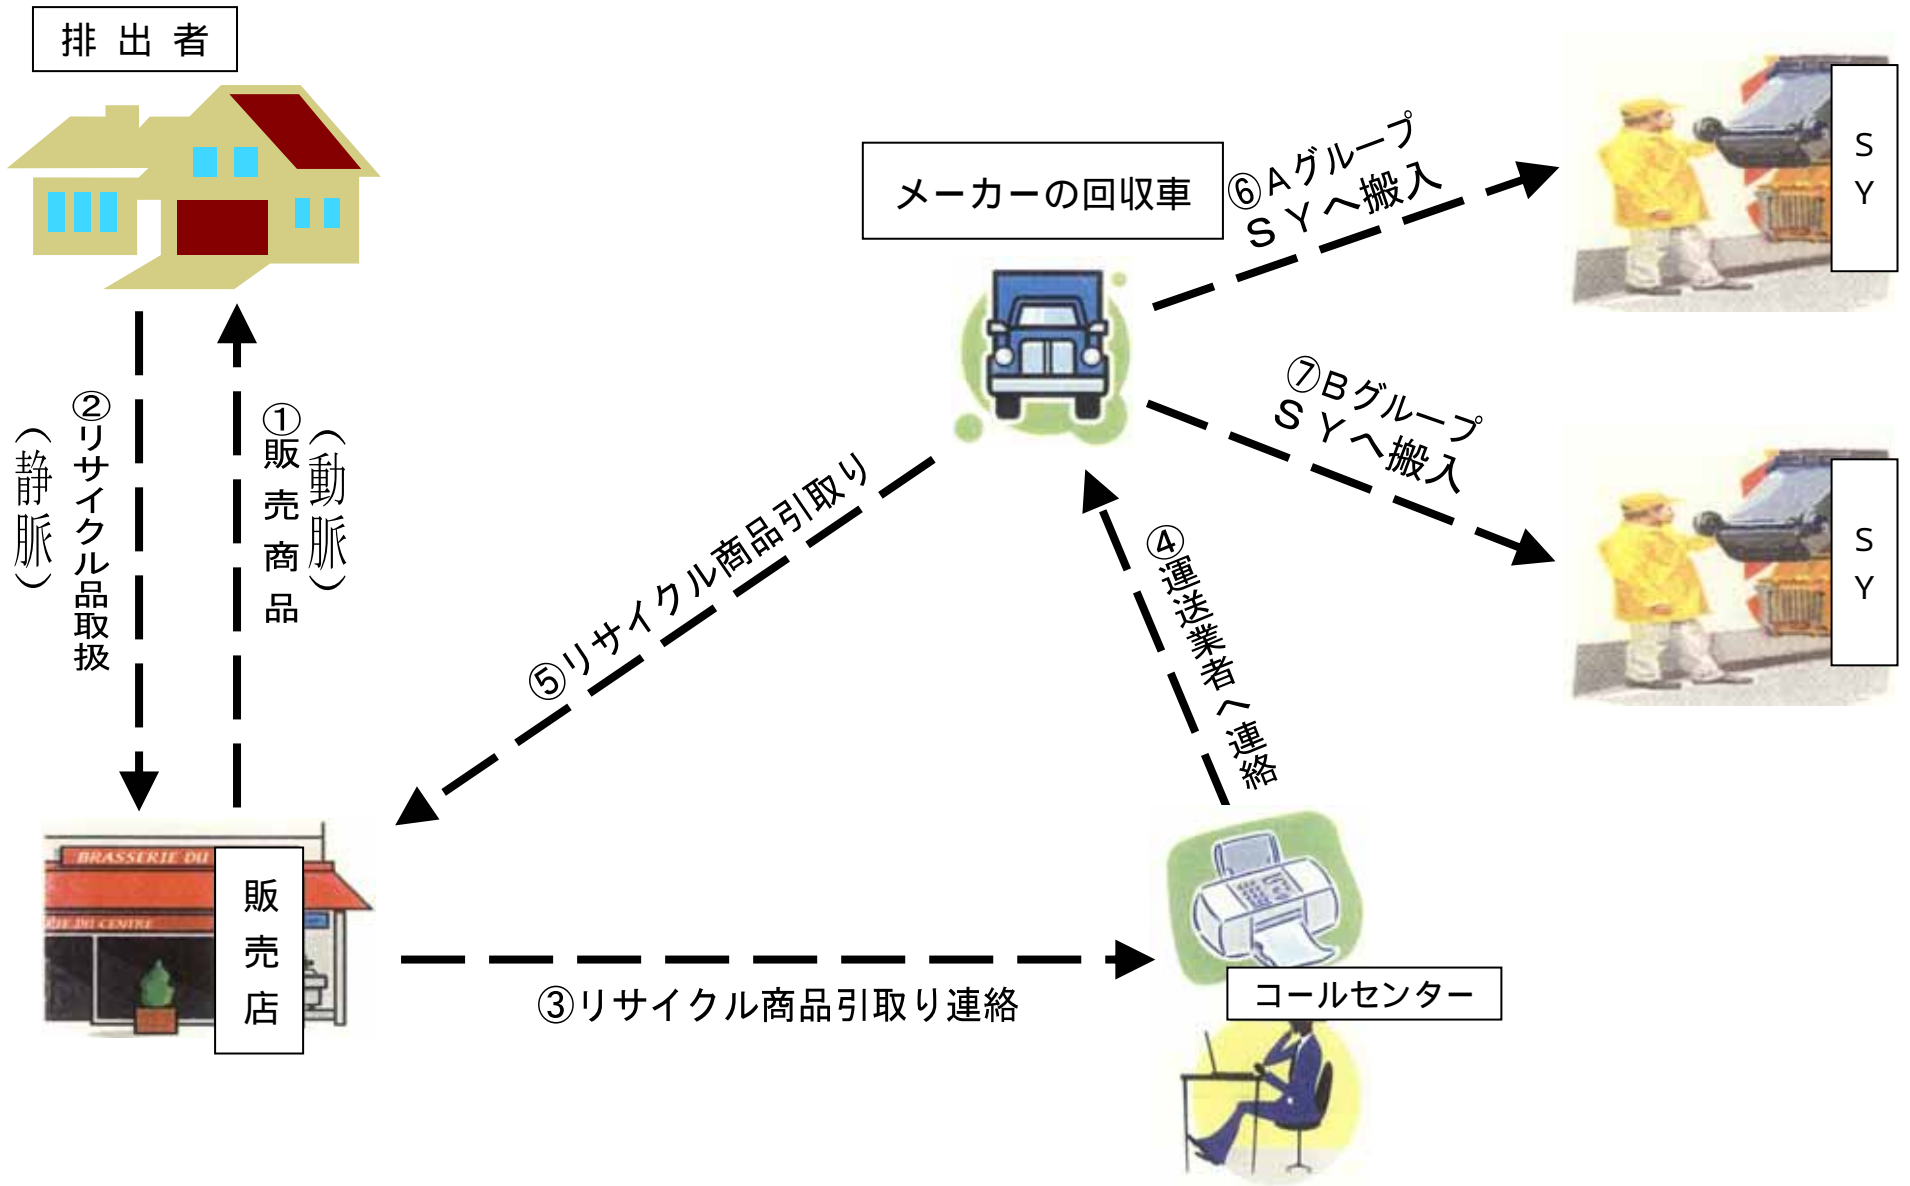 排出者
メーカーの回収車
⑥Aグループ
SYへ搬入
SY
⑦Bグループ
SYへ搬入
SY
(静脈)
②リサイクル品取扱
①販売商品
(動脈)
⑤リサイクル商品引取り
④運送業者へ連絡
BRASSERIE DU
IE DU CENTRE
販売店
③リサイクル商品引取り連絡
コールセンター